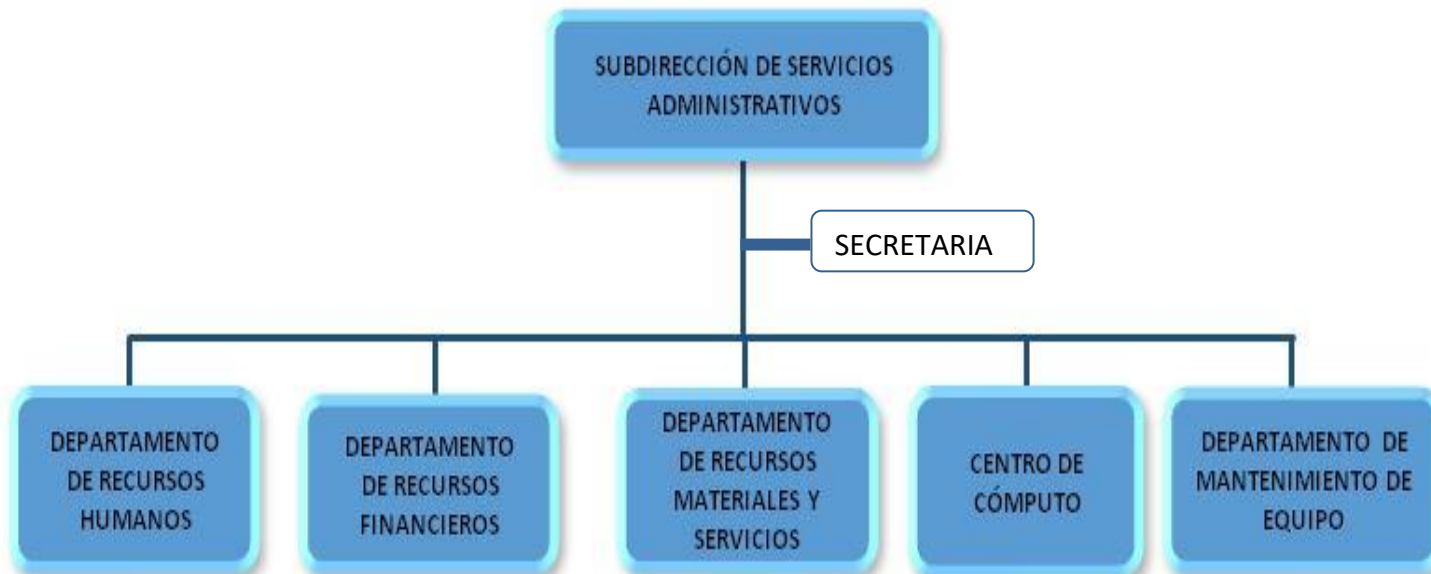 SUBDIRECCIÓN DE SERVICIOS
ADMINISTRATIVOS
SECRETARIA
DEPARTAMENTO
DE RECURSOS
HUMANOS
DEPARTAMENTO
DE RECURSOS
FINANCIEROS
DEPARTAMENTO
DE RECURSOS
MATERIALES Y
SERVICIOS
CENTRO DE
CÓMPUTO
DEPARTAMENTO DE
MANTENIMIENTO DE
EQUIPO